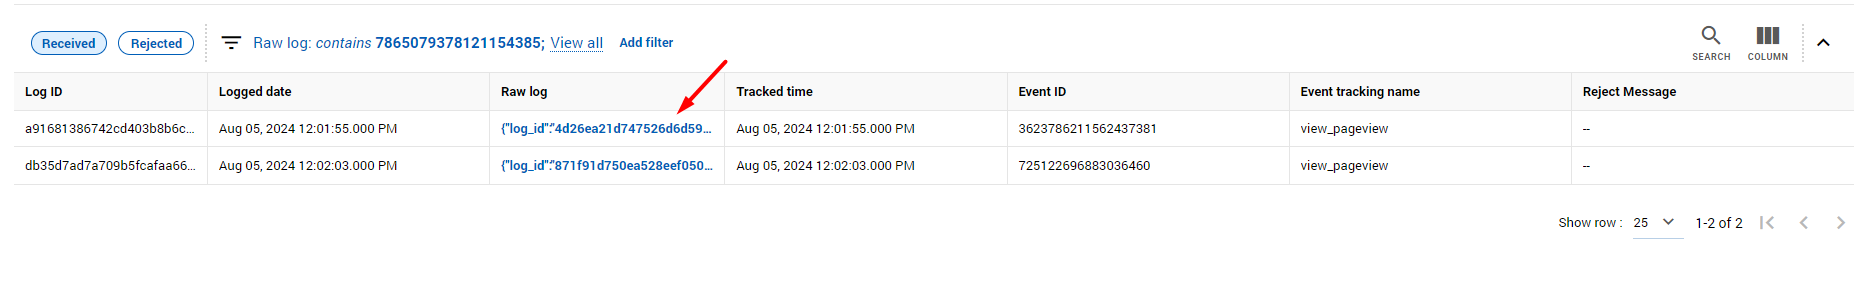 Received Rejected Raw log: contains 7865079378121154385; View all Add filter SEARCH COLUMN
Log ID Logged date Raw log Tracked time Event ID Event tracking name Reject Message
a91681386742cd403b8b6c... Aug 05, 2024 12:01:55.000 PM {"log_id":"4d26ea21d747526d6d59... Aug 05, 2024 12:01:55.000 PM 3623786211562437381 view_pageview --
db35d7ad7a709b5fcafaa66... Aug 05, 2024 12:02:03.000 PM {"log_id":"871f91d750ea528eef050... Aug 05, 2024 12:02:03.000 PM 725122696883036460 view_pageview --
Show row : 25 1-2 of 2